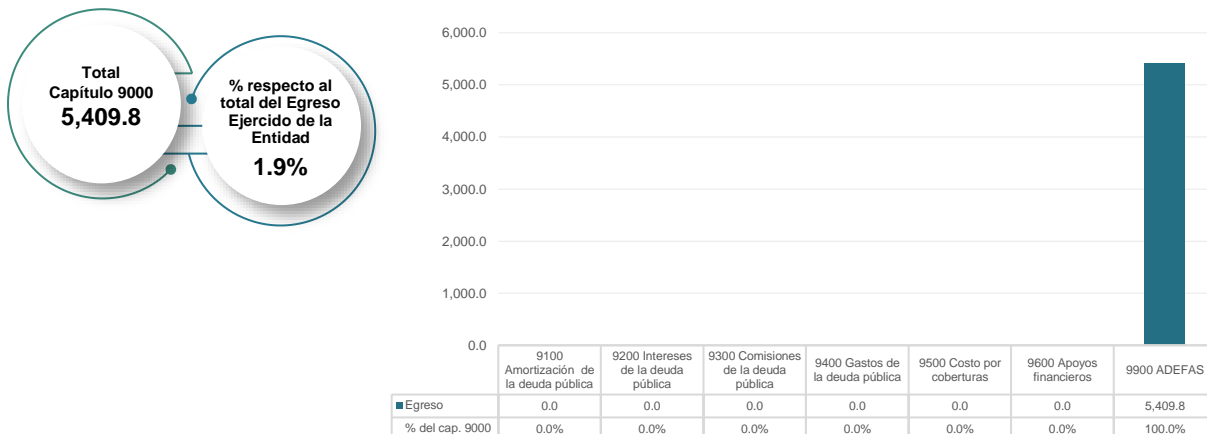 Total
Capítulo 9000
5,409.8
% respecto al
total del Egreso
Ejercido de la
Entidad
1.9%
6,000.0
5,000.0
4,000.0
3,000.0
2,000.0
1,000.0
0.0
9100
Amortización de
la deuda pública
9200 Intereses
de la deuda
pública
9300 Comisiones
de la deuda
pública
9400 Gastos de
la deuda pública
9500 Costo por
coberturas
9600 Apoyos
financieros
9900 ADEFAS
Egreso 0.0 0.0 0.0 0.0 0.0 0.0 5,409.8
% del cap. 9000 0.0% 0.0% 0.0% 0.0% 0.0% 0.0% 100.0%